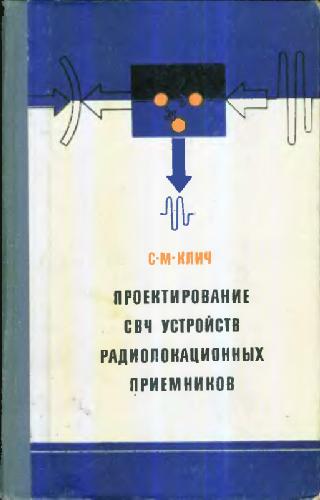 С·М·КЛИЧ
ПРОЕКТИРОВАНИЕ
СВЧ УСТРОЙСТВ
РАДИОЛОКАЦИОННЫХ
ПРИЕМНИКОВ